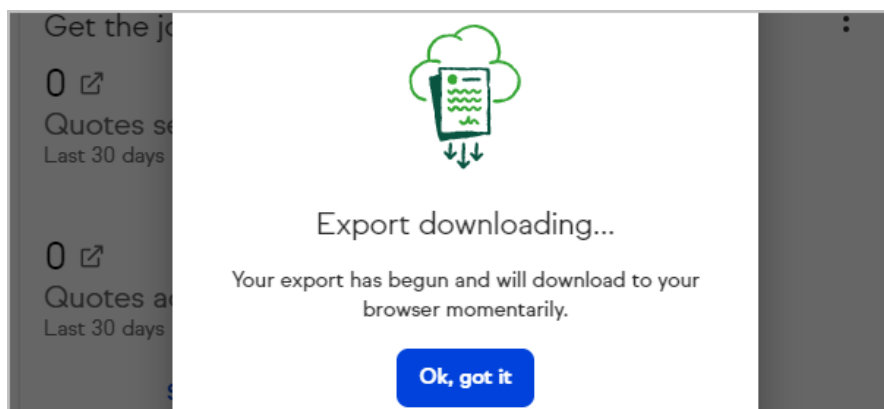 Get the jo
0
Quotes se
Last 30 days
0
Quotes a
Last 30 days
Export downloading...
Your export has begun and will download to your
browser momentarily.
Ok, got it